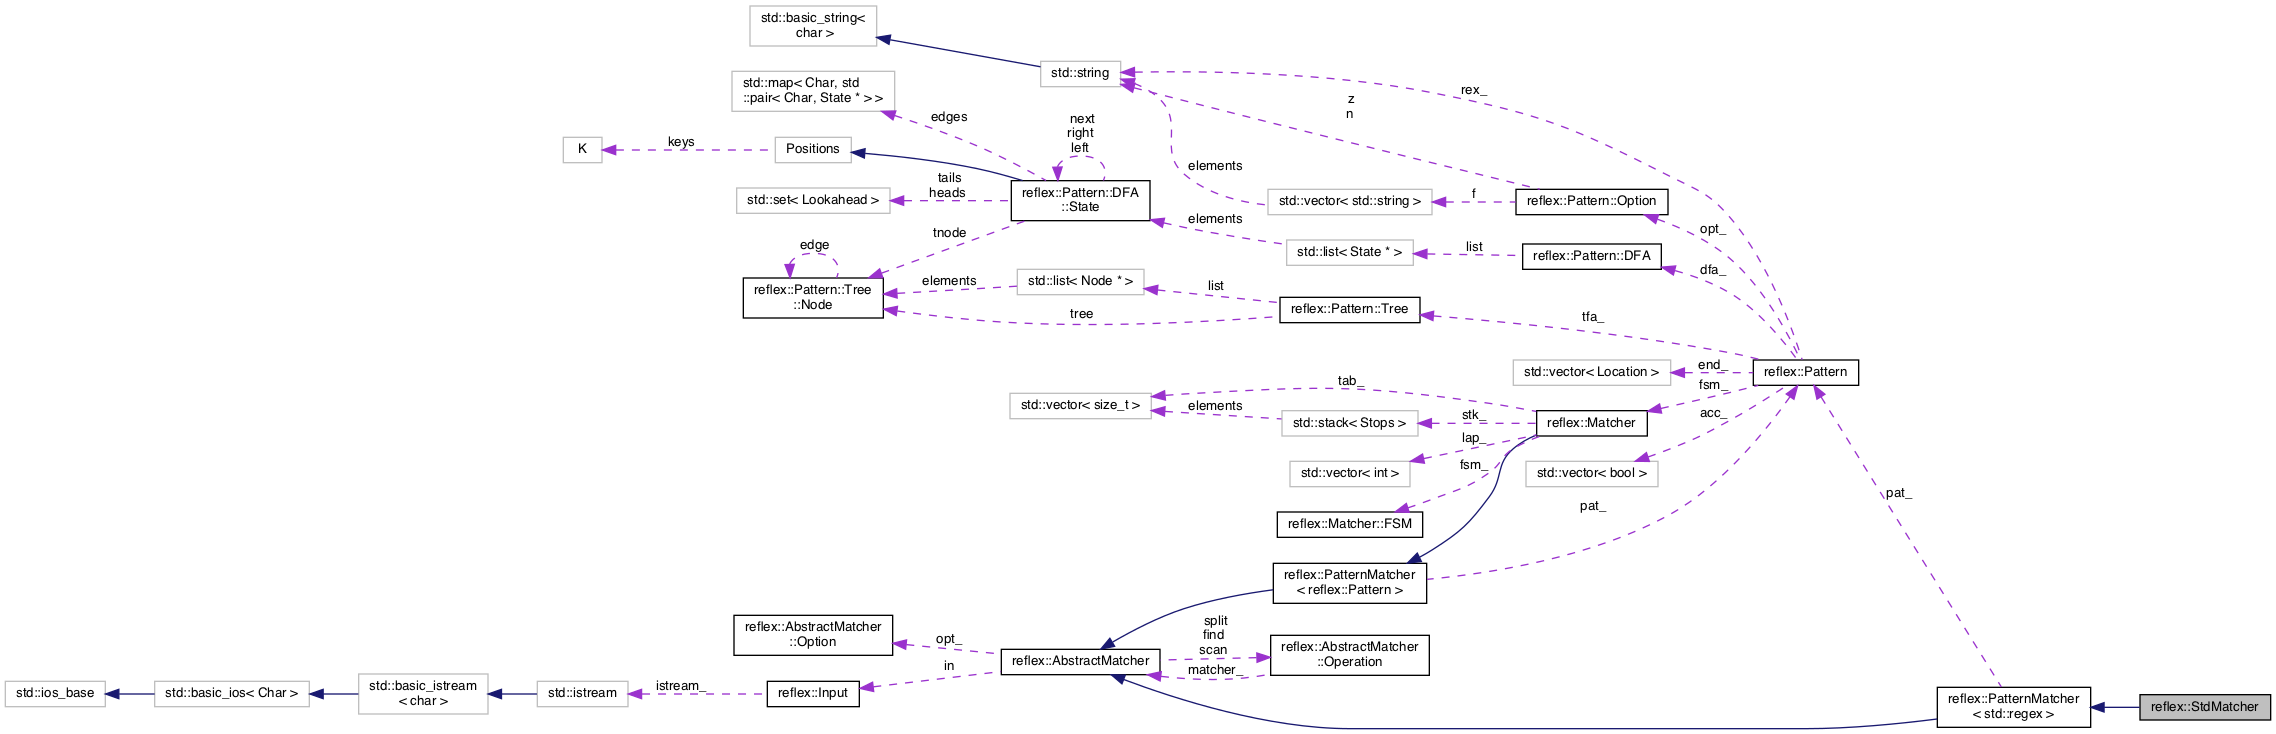 std::basic_string<
char >
std::string
std::map< Char, std
::pair< Char, State * > >
rex_
z
n
edges
next
right
left
K
keys
Positions
elements
tails
heads
std::set< Lookahead >
reflex::Pattern::DFA
::State
std::vector< std::string >
f
reflex::Pattern::Option
tnode
elements
opt_
edge
std::list< State * >
list
reflex::Pattern::DFA
dfa_
reflex::Pattern::Tree
::Node
elements
std::list< Node * >
list
tree
reflex::Pattern::Tree
tfa_
std::vector< Location >
end_
reflex::Pattern
tab_
fsm_
std::vector< size_t >
elements
std::stack< Stops >
stk_
reflex::Matcher
acc_
lap_
std::vector< int >
fsm_
std::vector< bool >
pat_
pat_
reflex::Matcher::FSM
reflex::PatternMatcher
< reflex::Pattern >
reflex::AbstractMatcher
::Option
opt_
split
find
scan
reflex::AbstractMatcher
reflex::AbstractMatcher
::Operation
in
matcher_
std::ios_base
std::basic_ios< Char >
std::basic_istream
< char >
std::istream
istream_
reflex::Input
reflex::PatternMatcher
< std::regex >
reflex::StdMatcher